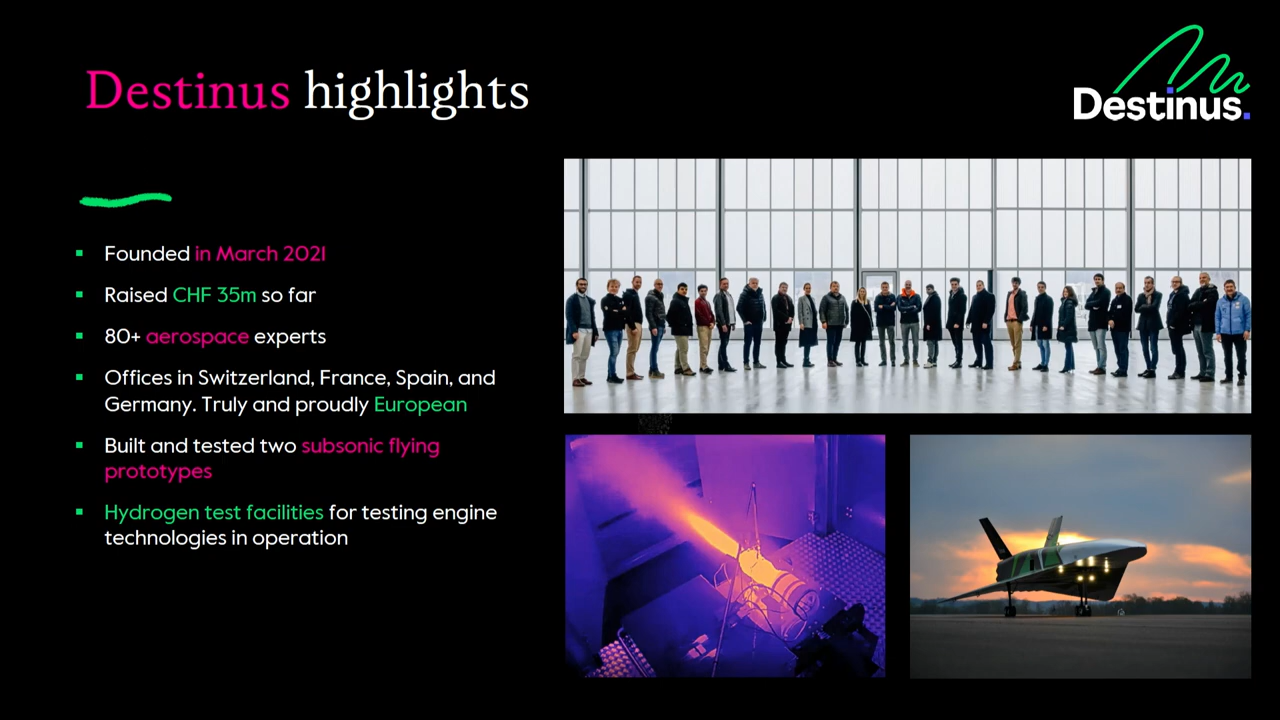 Destinus highlights
Destinus.
Founded in March 2021
Raised CHF 35m so far
80+ aerospace experts
Offices in Switzerland, France, Spain, and
Germany. Truly and proudly European
Built and tested two subsonic flying
prototypes
Hydrogen test facilities for testing engine
technologies in operation